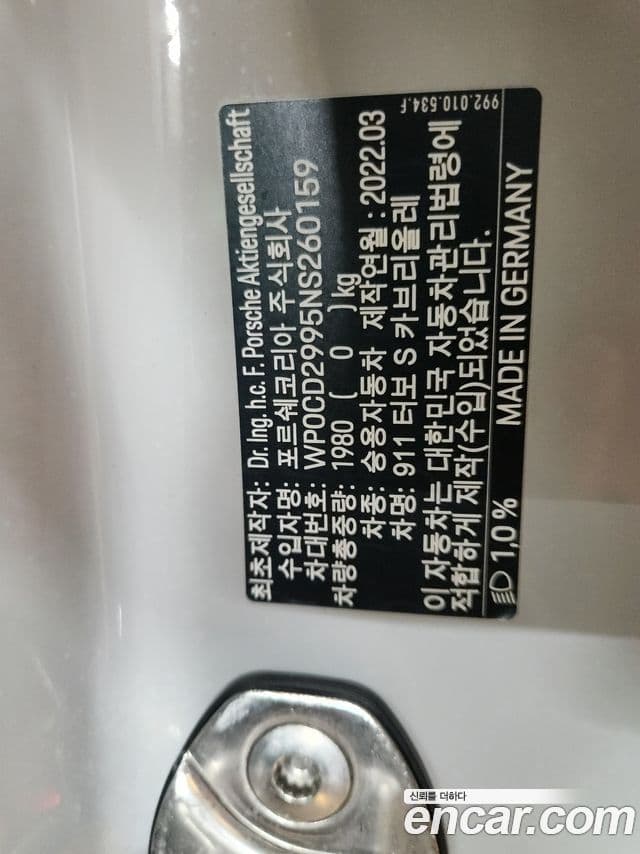 최초제작자: Dr. Ing. h.c. F. Porsche Aktiengesellschaft
수입자명: 포르쉐코리아 주식회사
차대번호: WP0CD2995NS260159
차량총중량: 1980 ( 0 ) kg
차종: 승용자동차 제작연월 : 2022.03
차명: 911 터보 S 카브리올레
이 자동차는 대한민국 자동차관리법령에
적합하게 제작(수입)되었습니다.
1,0 % MADE IN GERMANY
992.010.534.F
신뢰를 더하다
encar.com